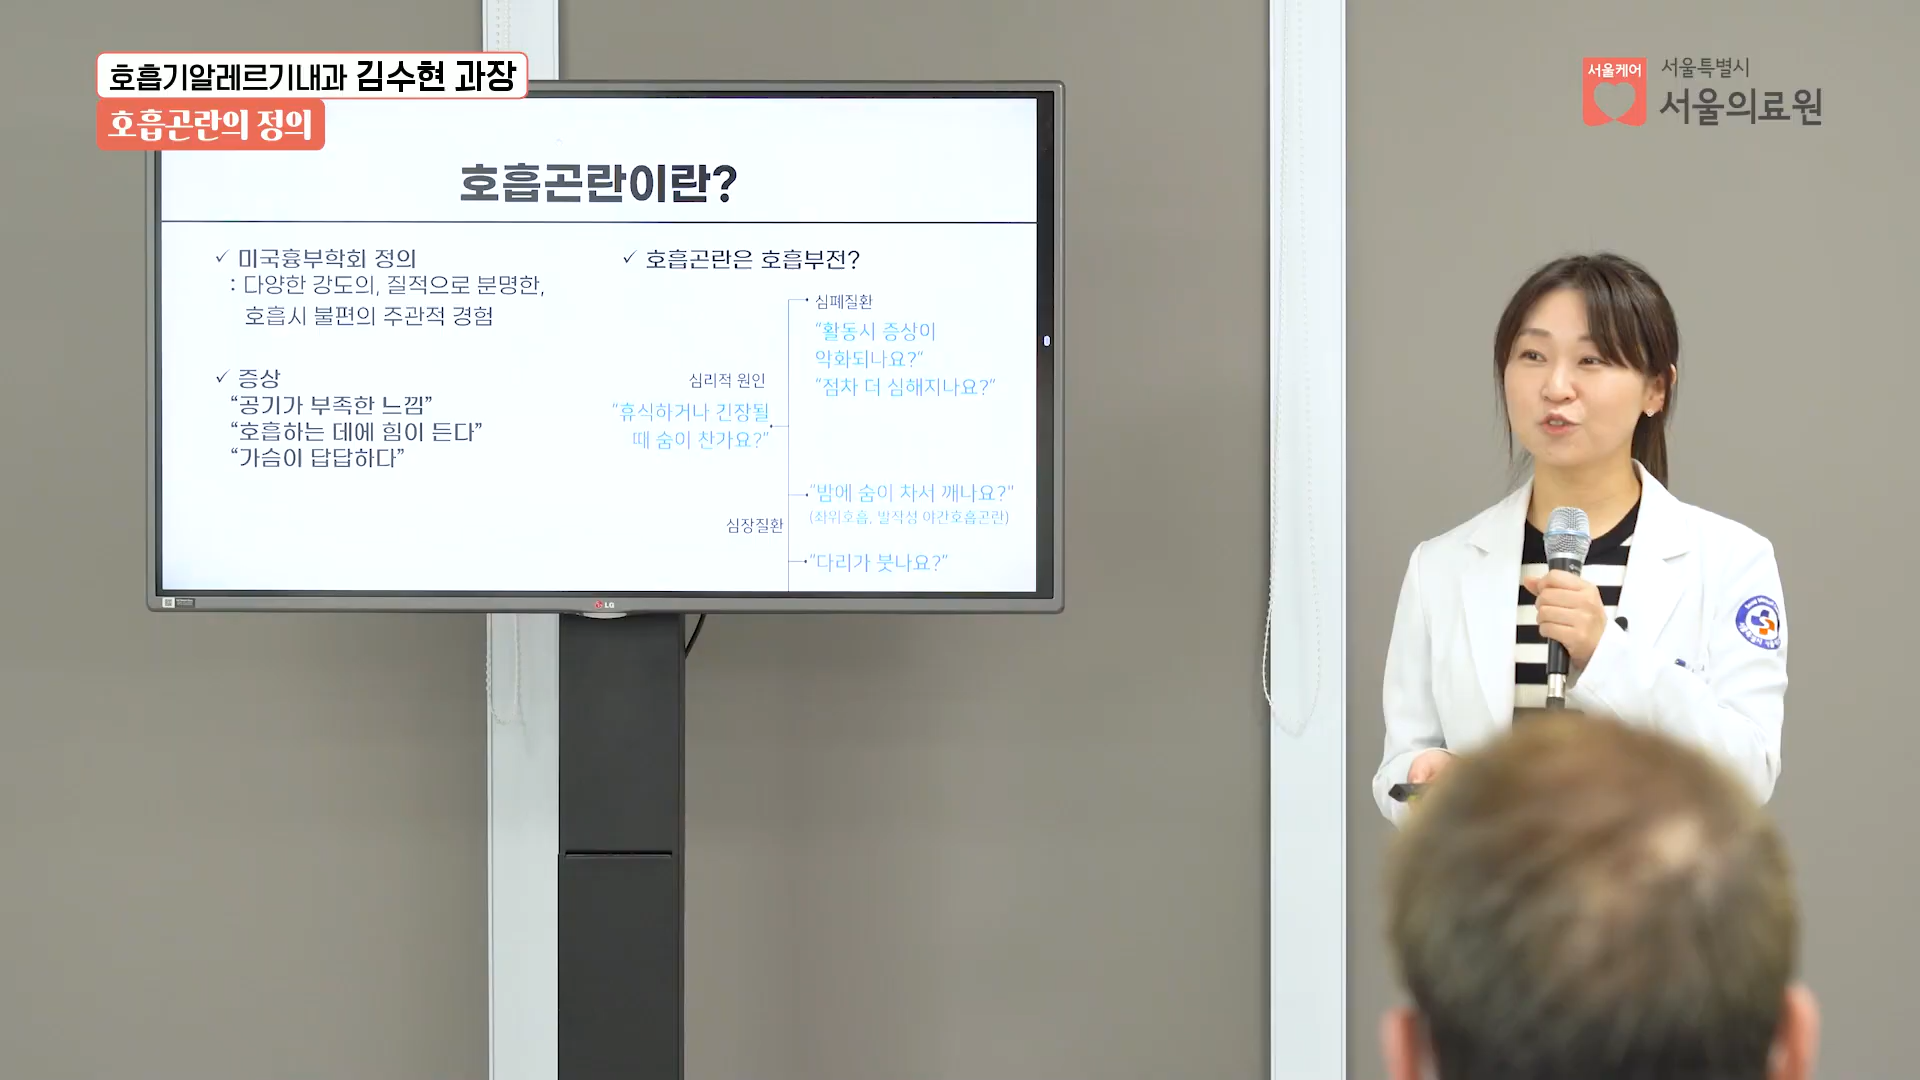 호흡기알레르기내과 김수현 과장
호흡곤란의 정의
서울케어
서울특별시
서울의료원
호흡곤란이란?
✓ 미국흉부학회 정의
: 다양한 강도의, 질적으로 분명한,
호흡시 불편의 주관적 경험
✓ 증상
“공기가 부족한 느낌”
“호흡하는 데에 힘이 든다”
“가슴이 답답하다”
✓ 호흡곤란은 호흡부전?
심폐질환
“활동시 증상이
악화되나요?”
“점차 더 심해지나요?”
심리적 원인
“휴식하거나 긴장될
때 숨이 찬가요?”
“밤에 숨이 차서 깨나요?"
(좌위호흡, 발작성 야간호흡곤란)
심장질환
“다리가 붓나요?”
LG